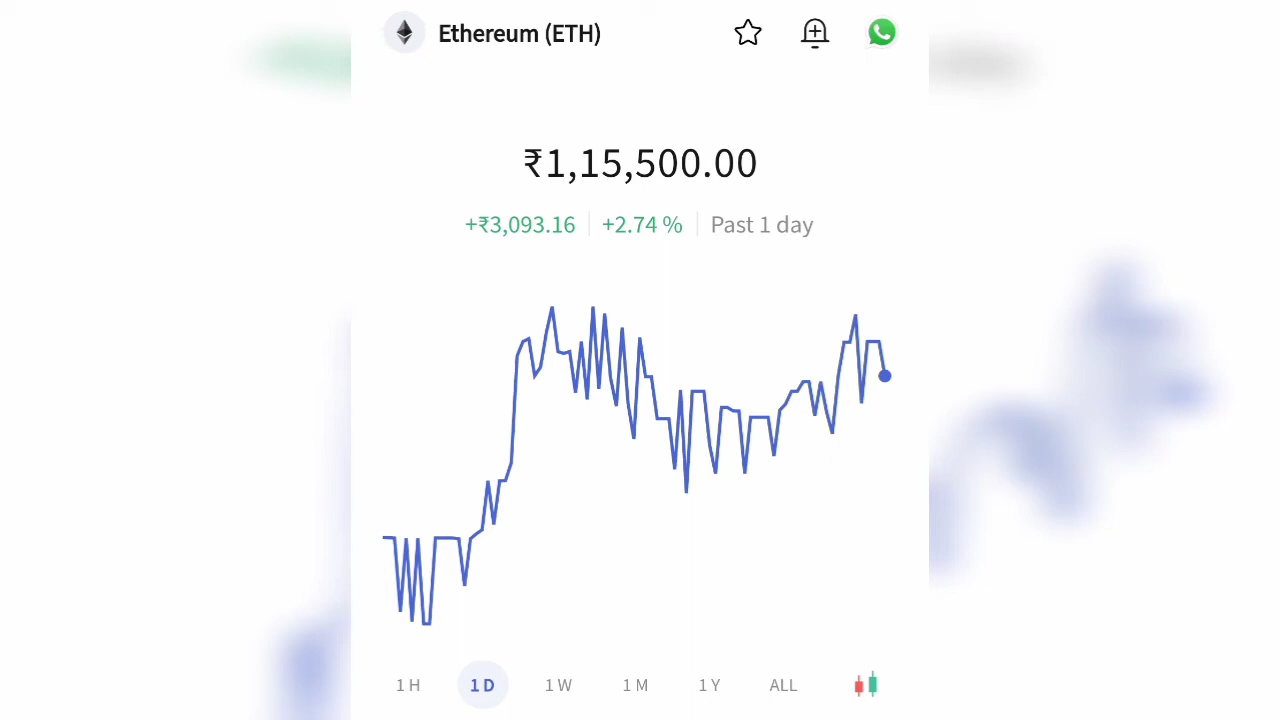 Ethereum (ETH)
₹1,15,500.00
+₹3,093.16 +2.74 % Past 1 day
1 H 1 D 1 W 1 M 1 Y ALL